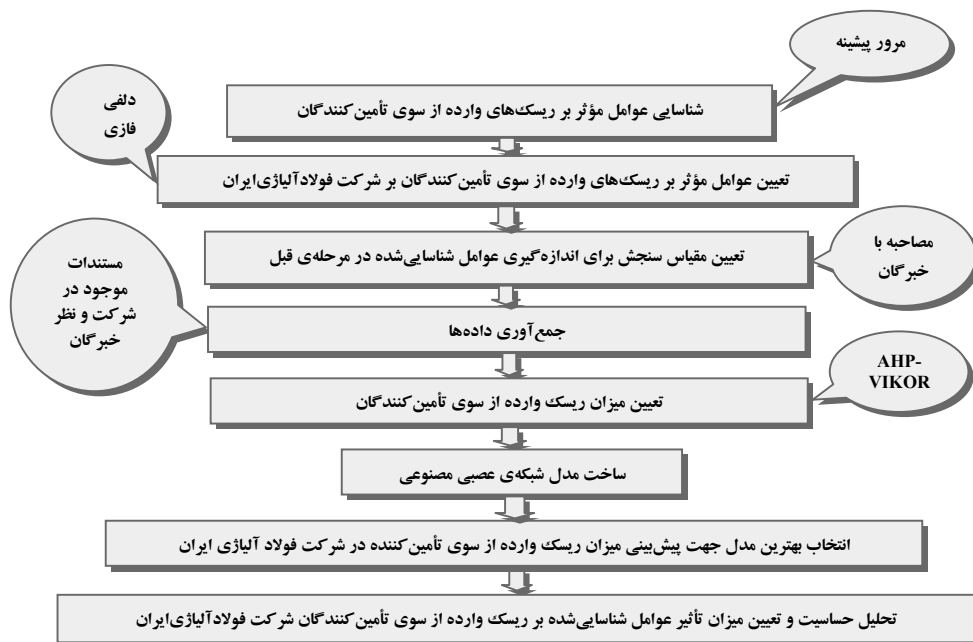 مرور پیشینه
شناسایی عوامل مؤثر بر ریسک‌های وارده از سوی تأمین‌کنندگان
دلفی
فازی
تعیین عوامل مؤثر بر ریسک‌های وارده از سوی تأمین‌کنندگان بر شرکت فولادآلیاژی‌ایران
مصاحبه با
خبرگان
تعیین مقیاس سنجش برای اندازه‌گیری عوامل شناسایی‌شده در مرحله‌ی قبل
مستندات
موجود در
شرکت و نظر
خبرگان
جمع‌آوری داده‌ها
AHP-
VIKOR
تعیین میزان ریسک وارده از سوی تأمین‌کنندگان
ساخت مدل شبکه‌ی عصبی مصنوعی
انتخاب بهترین مدل جهت پیش‌بینی میزان ریسک وارده از سوی تأمین‌کننده در شرکت فولاد آلیاژی ایران
تحلیل حساسیت و تعیین میزان تأثیر عوامل شناسایی‌شده بر ریسک وارده از سوی تأمین‌کنندگان شرکت فولادآلیاژی‌ایران